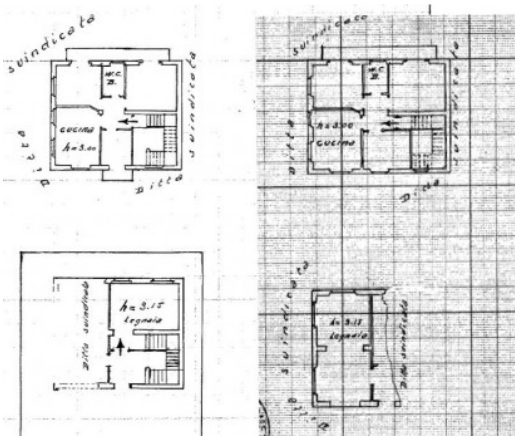 suindicata
W.C.
B.
suindicata
cucina
h = 3.00
Ditta
Ditta
suindicata
W.C.
B.
suindicata
h = 3.00
cucina
Ditta
Ditta
h = 3.15
Legnaia
Ditta suindicata
suindicata
h = 3.15
Legnaia
Ditta suindicata